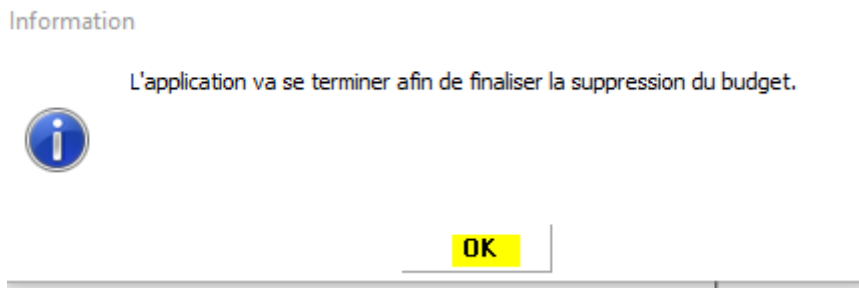 Information
L'application va se terminer afin de finaliser la suppression du budget.
OK